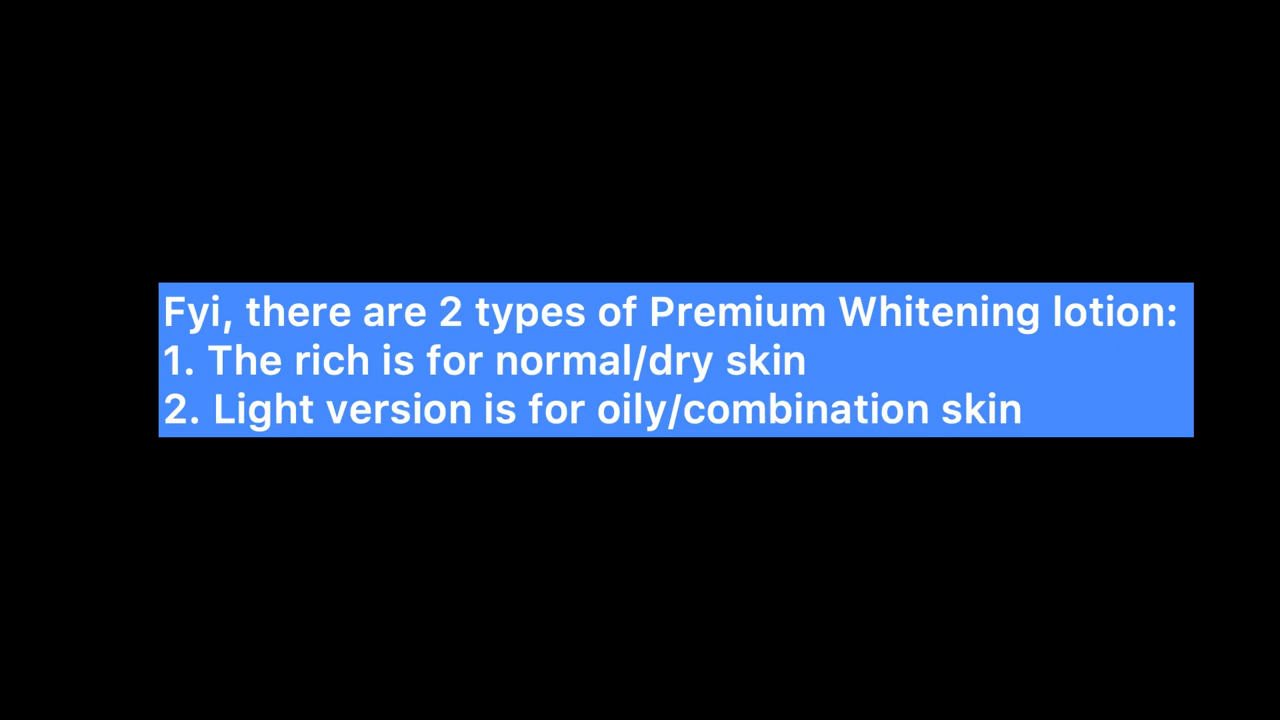 Fyi, there are 2 types of Premium Whitening lotion:
1. The rich is for normal/dry skin
2. Light version is for oily/combination skin